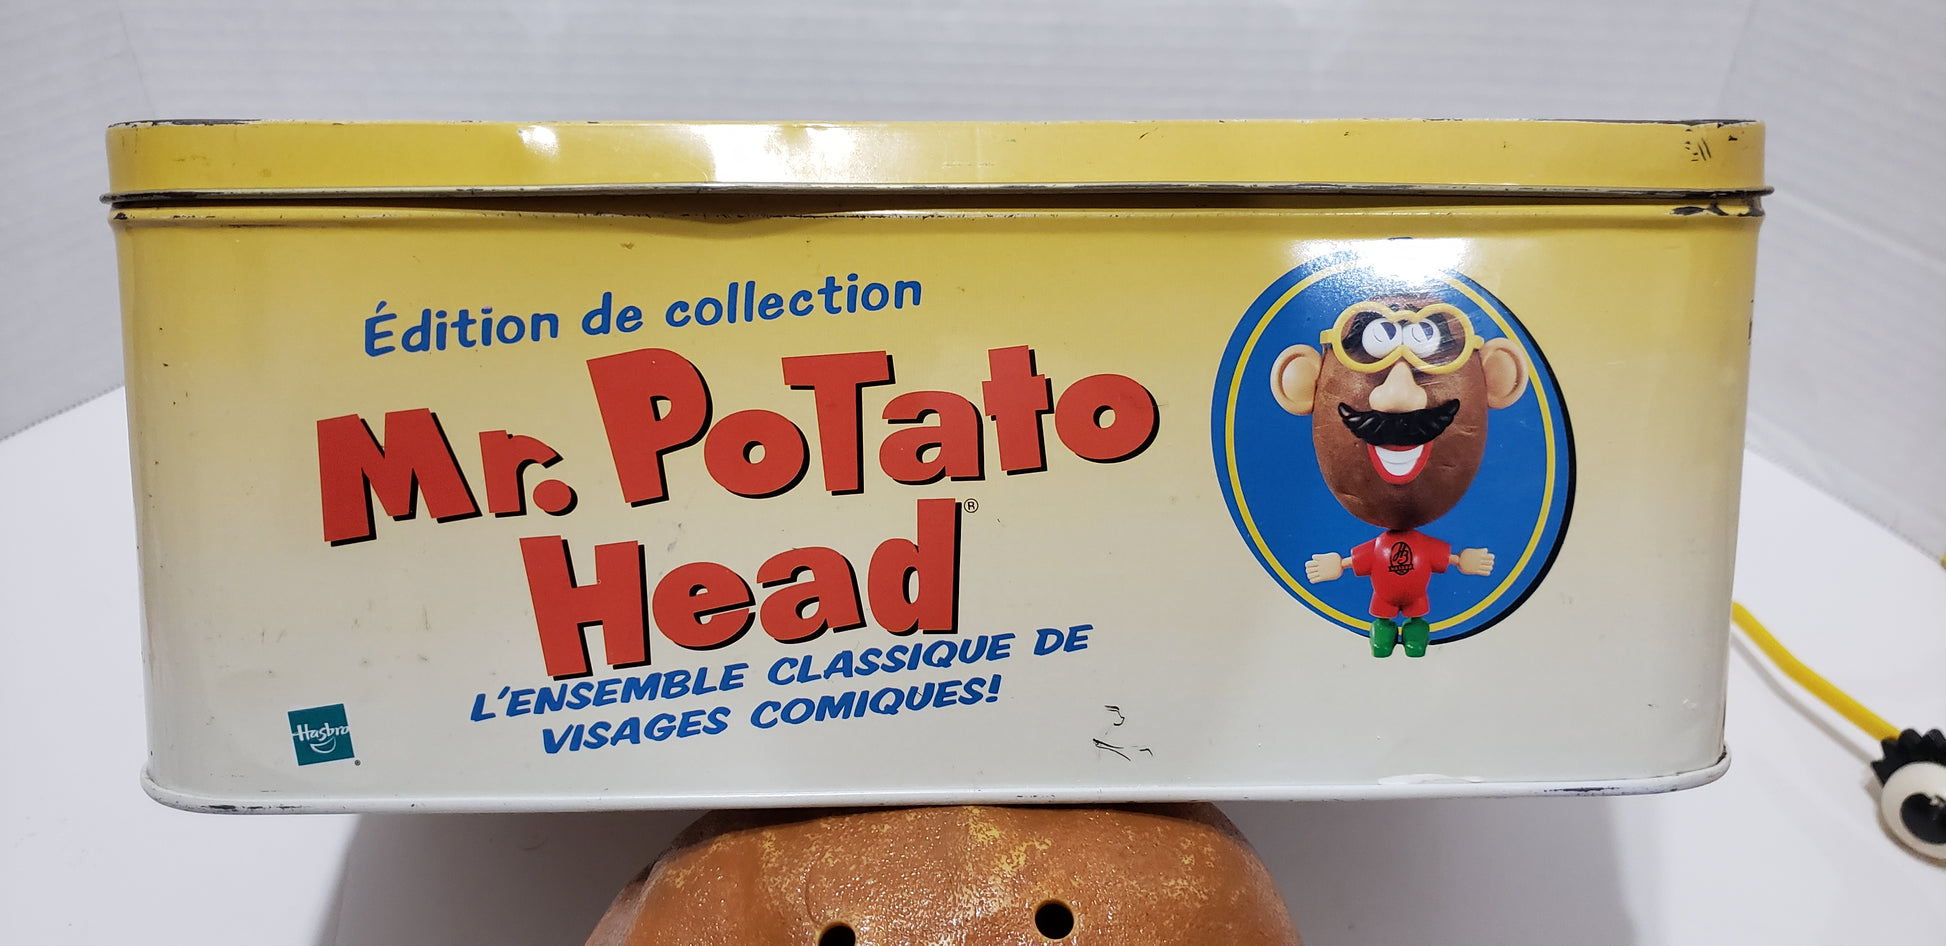 Édition de collection
Mr. PoTato
Head®
L'ENSEMBLE CLASSIQUE DE
VISAGES COMIQUES!
Hasbro